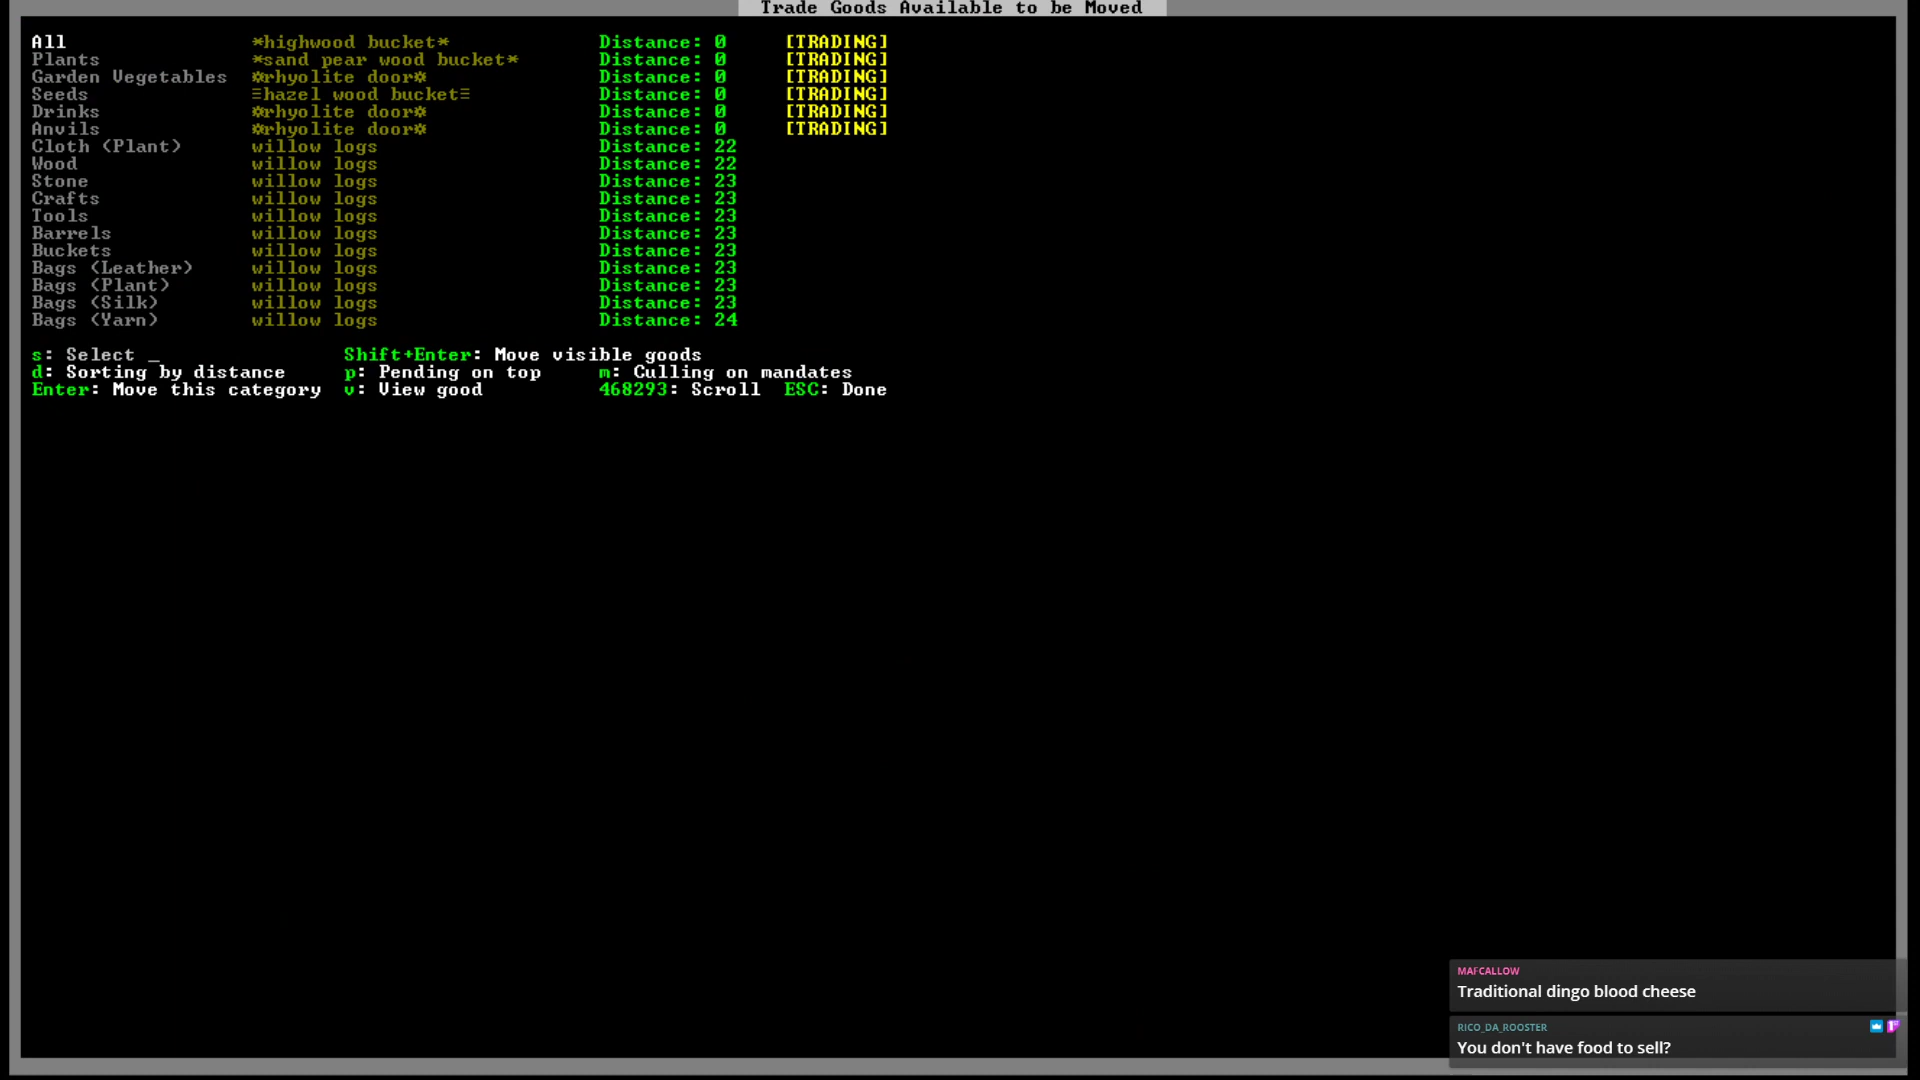 Trade Goods Available to be Moved
All *highwood bucket* Distance: 0 [TRADING]
Plants *sand pear wood bucket* Distance: 0 [TRADING]
Garden Vegetables ☼rhyolite door☼ Distance: 0 [TRADING]
Seeds ≡hazel wood bucket≡ Distance: 0 [TRADING]
Drinks ☼rhyolite door☼ Distance: 0 [TRADING]
Anvils ☼rhyolite door☼ Distance: 0 [TRADING]
Cloth (Plant) willow logs Distance: 22
Wood willow logs Distance: 22
Stone willow logs Distance: 23
Crafts willow logs Distance: 23
Tools willow logs Distance: 23
Barrels willow logs Distance: 23
Buckets willow logs Distance: 23
Bags (Leather) willow logs Distance: 23
Bags (Plant) willow logs Distance: 23
Bags (Silk) willow logs Distance: 23
Bags (Yarn) willow logs Distance: 24
s: Select _ Shift+Enter: Move visible goods
d: Sorting by distance p: Pending on top m: Culling on mandates
Enter: Move this category v: View good 468293: Scroll ESC: Done
MAFCALLOW
Traditional dingo blood cheese
RICO_DA_ROOSTER
You don't have food to sell?